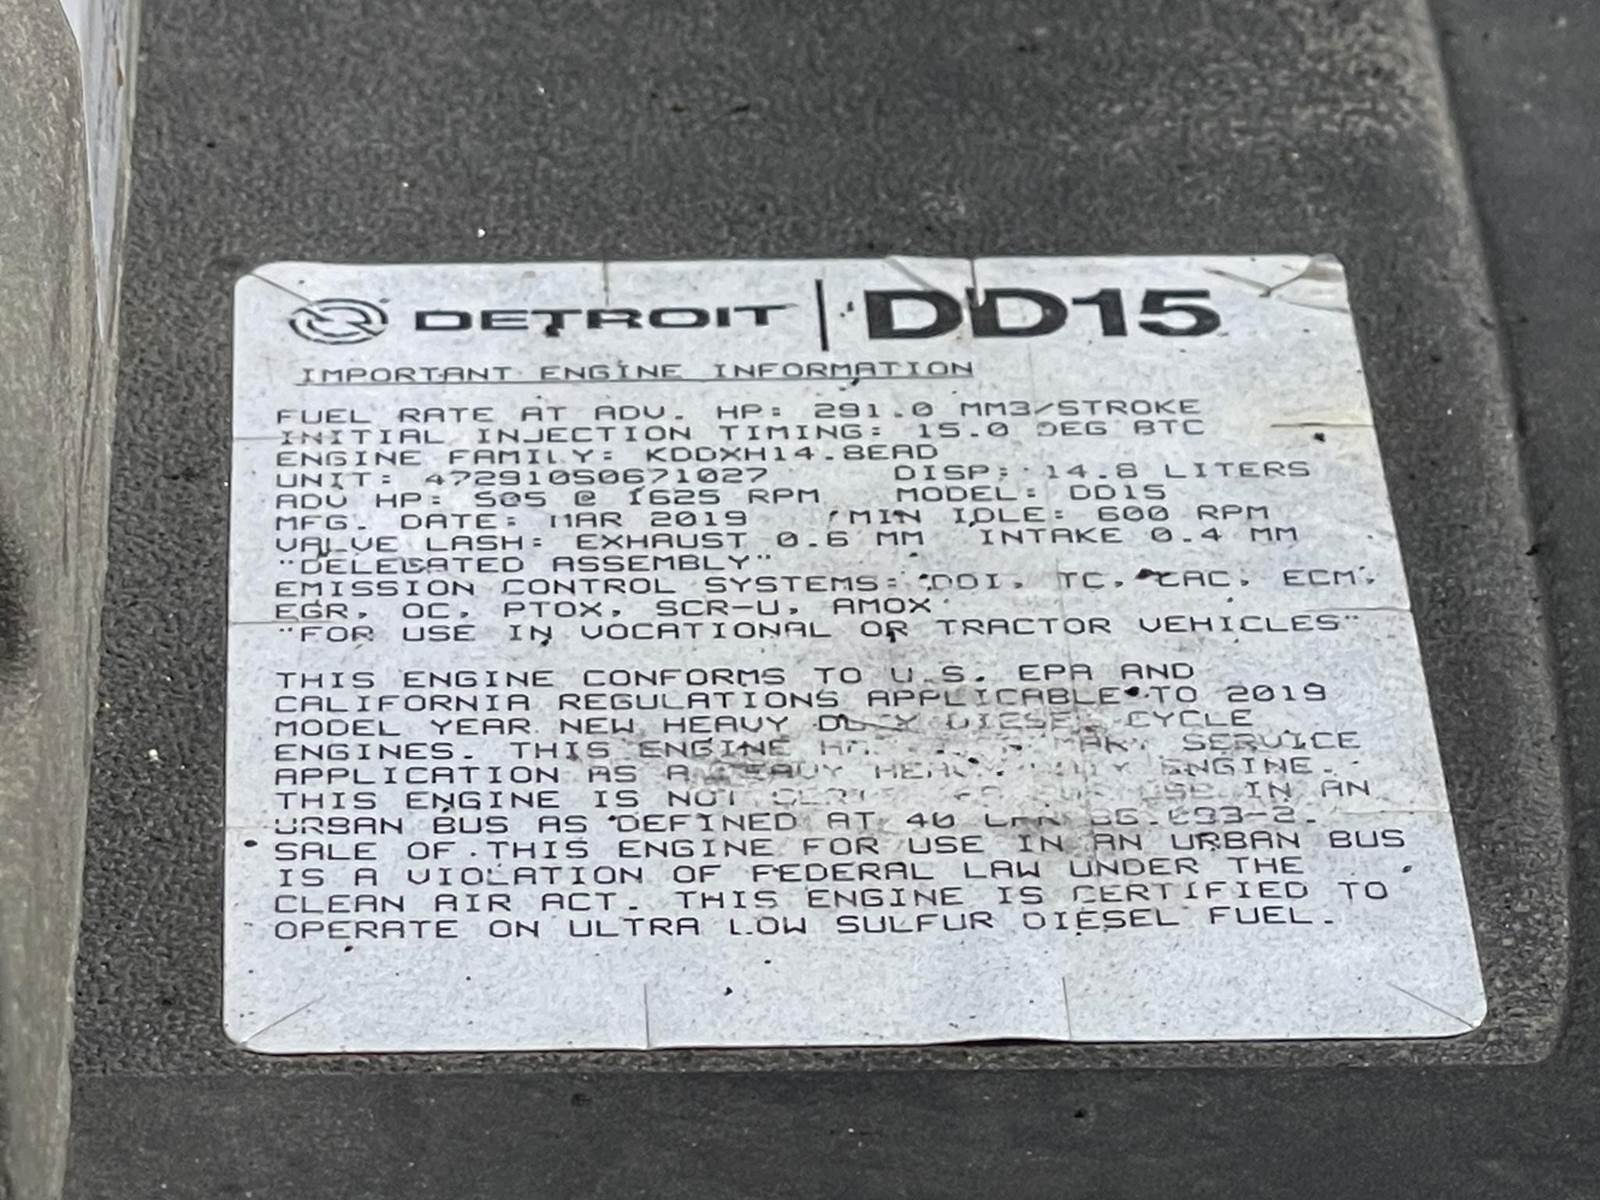 DETROIT | DD15
IMPORTANT ENGINE INFORMATION
FUEL RATE AT ADV. HP: 291.0 MM3/STROKE
INITIAL INJECTION TIMING: 15.0 DEG BTC
ENGINE FAMILY: KDDXH14.8EAD
UNIT: 47291050671027 DISP: 14.8 LITERS
ADV HP: 505 @ 1625 RPM MODEL: DD15
MFG. DATE: MAR 2019 MIN IDLE: 600 RPM
VALVE LASH: EXHAUST 0.6 MM INTAKE 0.4 MM
"DELEGATED ASSEMBLY"
EMISSION CONTROL SYSTEMS: DDI, TC, CAC, ECM,
EGR, OC, PTOX, SCR-U, AMOX
"FOR USE IN VOCATIONAL OR TRACTOR VEHICLES"
THIS ENGINE CONFORMS TO U.S. EPA AND
CALIFORNIA REGULATIONS APPLICABLE TO 2019
MODEL YEAR NEW HEAVY DUTY DIESEL CYCLE
ENGINES. THIS ENGINE SERVICE
APPLICATION AS A HEAVY ENGINE.
THIS ENGINE IS NOT IN AN
URBAN BUS AS DEFINED AT 40
SALE OF THIS ENGINE FOR USE IN AN URBAN BUS
IS A VIOLATION OF FEDERAL LAW UNDER THE
CLEAN AIR ACT. THIS ENGINE IS CERTIFIED TO
OPERATE ON ULTRA LOW SULFUR DIESEL FUEL.